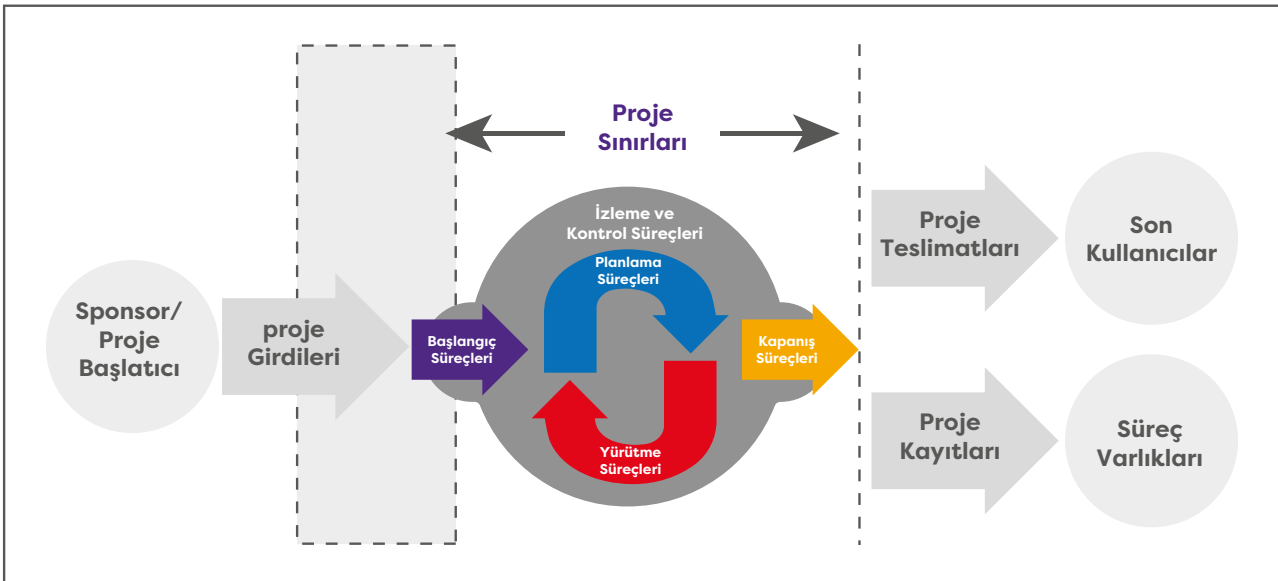 Proje
Sınırları
İzleme ve
Kontrol Süreçleri
Planlama
Süreçleri
Sponsor/
Proje
Başlatıcı
proje
Girdileri
Başlangıç
Süreçleri
Kapanış
Süreçleri
Yürütme
Süreçleri
Proje
Teslimatları
Son
Kullanıcılar
Proje
Kayıtları
Süreç
Varlıkları